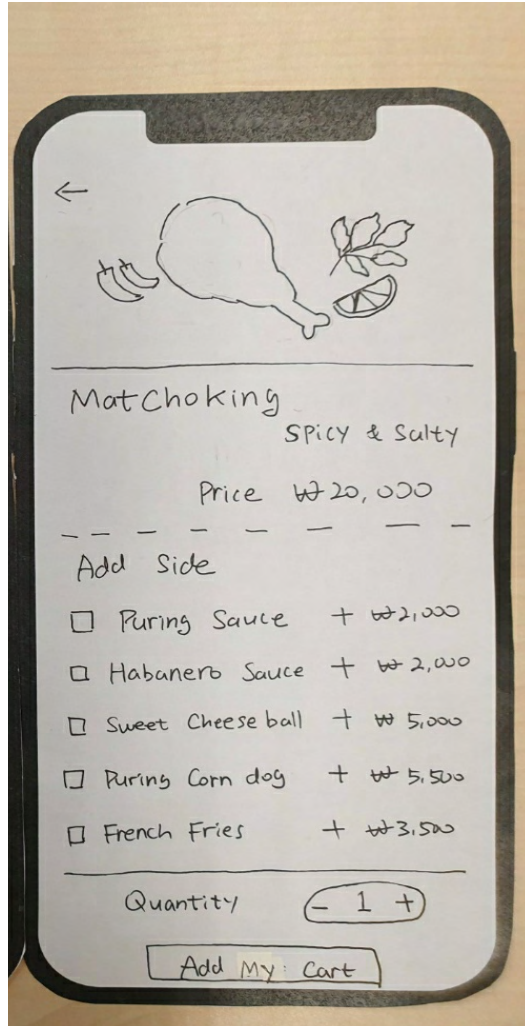 Matchoking
Spicy & Salty
Price ₩20,000
Add Side
Puring Sauce + ₩2,000
Habanero Sauce + ₩2,000
Sweet Cheese ball + ₩5,000
Puring Corn dog + ₩5,500
French Fries + ₩3,500
Quantity - 1 +
Add My Cart